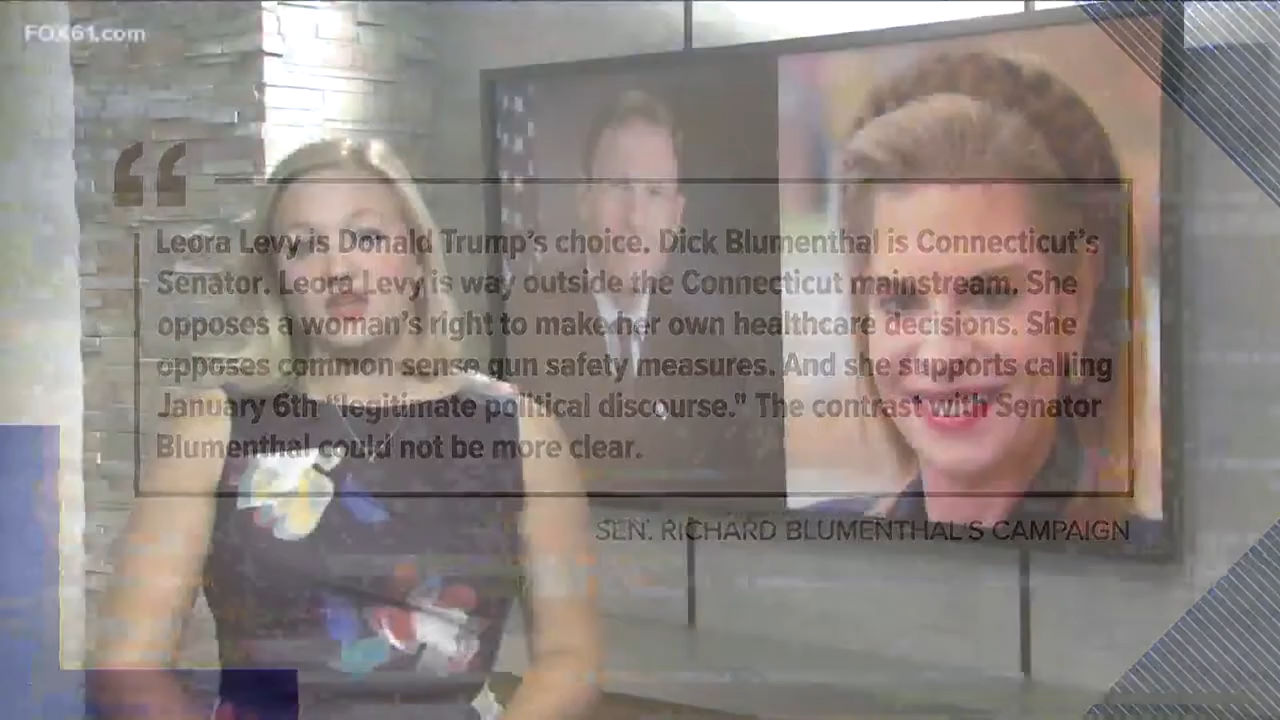 FOX61.com
“
Leora Levy is Donald Trump's choice. Dick Blumenthal is Connecticut's
Senator. Leora Levy is way outside the Connecticut mainstream. She
opposes a woman's right to make her own healthcare decisions. She
opposes common sense gun safety measures. And she supports calling
January 6th "legitimate political discourse." The contrast with Senator
Blumenthal could not be more clear.
SEN. RICHARD BLUMENTHAL'S CAMPAIGN